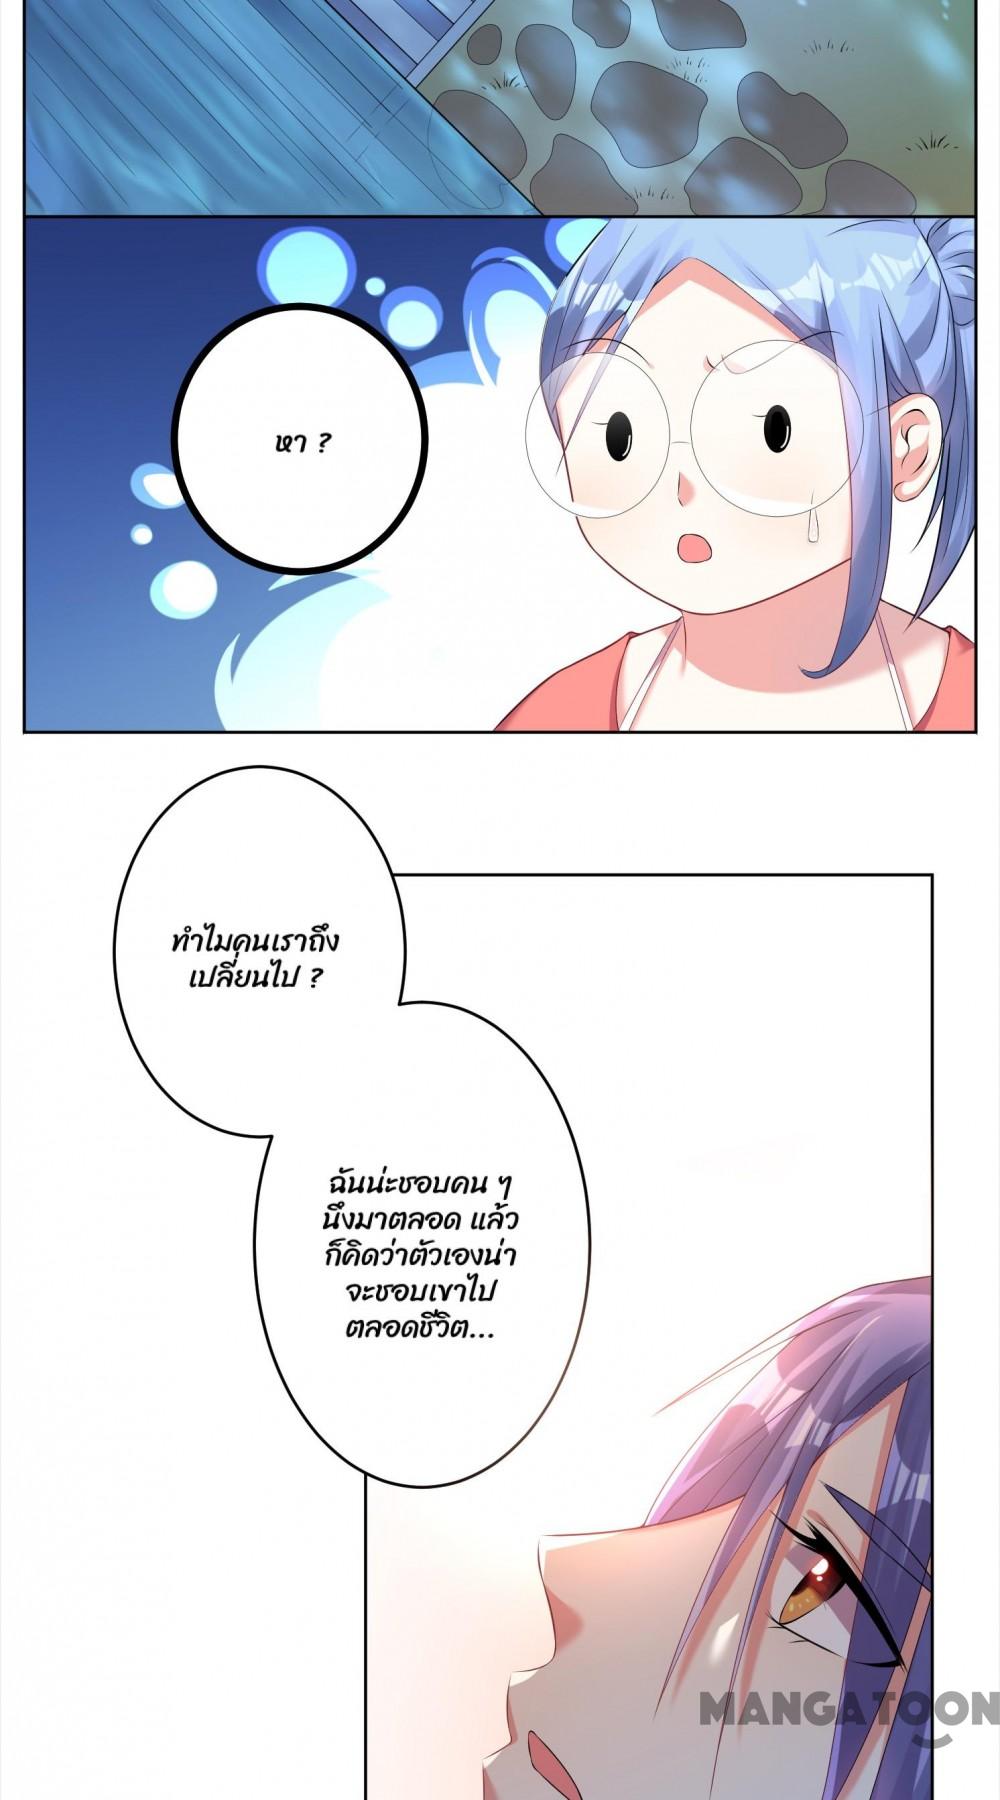 หา ?
ทำไมคนเราถึง
เปลี่ยนไป ?
ฉันน่ะชอบคน ๆ
นึงมาตลอด แล้ว
ก็คิดว่าตัวเองน่า
จะชอบเขาไป
ตลอดชีวิต...
MANGATOON